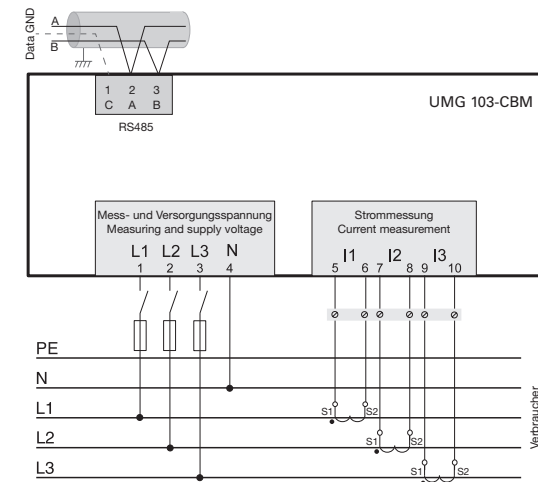 Data GND
A
B
1 2 3
C A B
RS485
UMG 103-CBM
Mess- und Versorgungsspannung
Measuring and supply voltage
L1 L2 L3 N
1 2 3 4
Strommessung
Current measurement
I1 I2 I3
5 6 7 8 9 10
PE
N
L1
S1 S2
L2
S1 S2
L3
S1 S2
Verbraucher